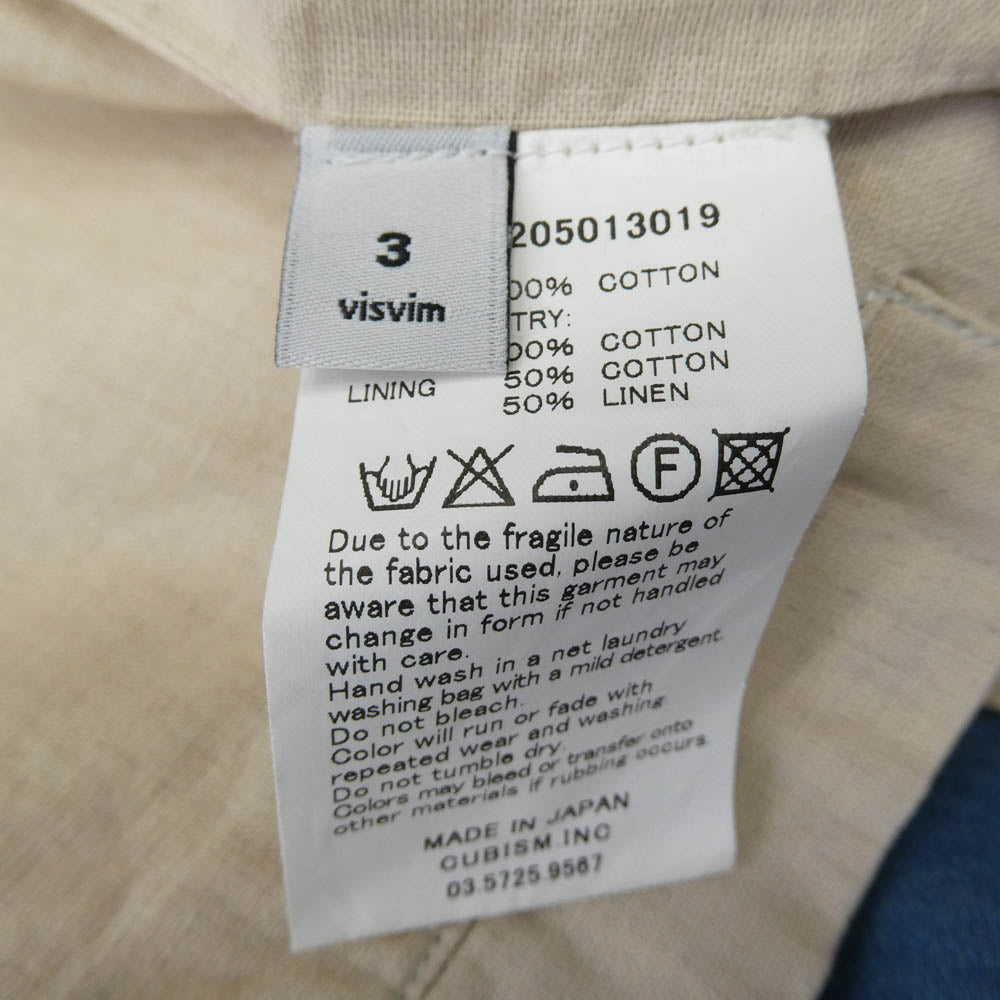 3
visvim
205013019
00% COTTON
TRY:
00% COTTON
50% COTTON
LINING 50% LINEN
F
Due to the fragile nature of
the fabric used, please be
aware that this garment may
change in form if not handled
with care.
Hand wash in a net laundry
washing bag with a mild detergent.
Do not bleach.
Color will run or fade with
repeated wear and washing.
Do not tumble dry.
Colors may bleed or transfer onto
other materials if rubbing occurs.
MADE IN JAPAN
CUBISM.INC
03.5725.9567